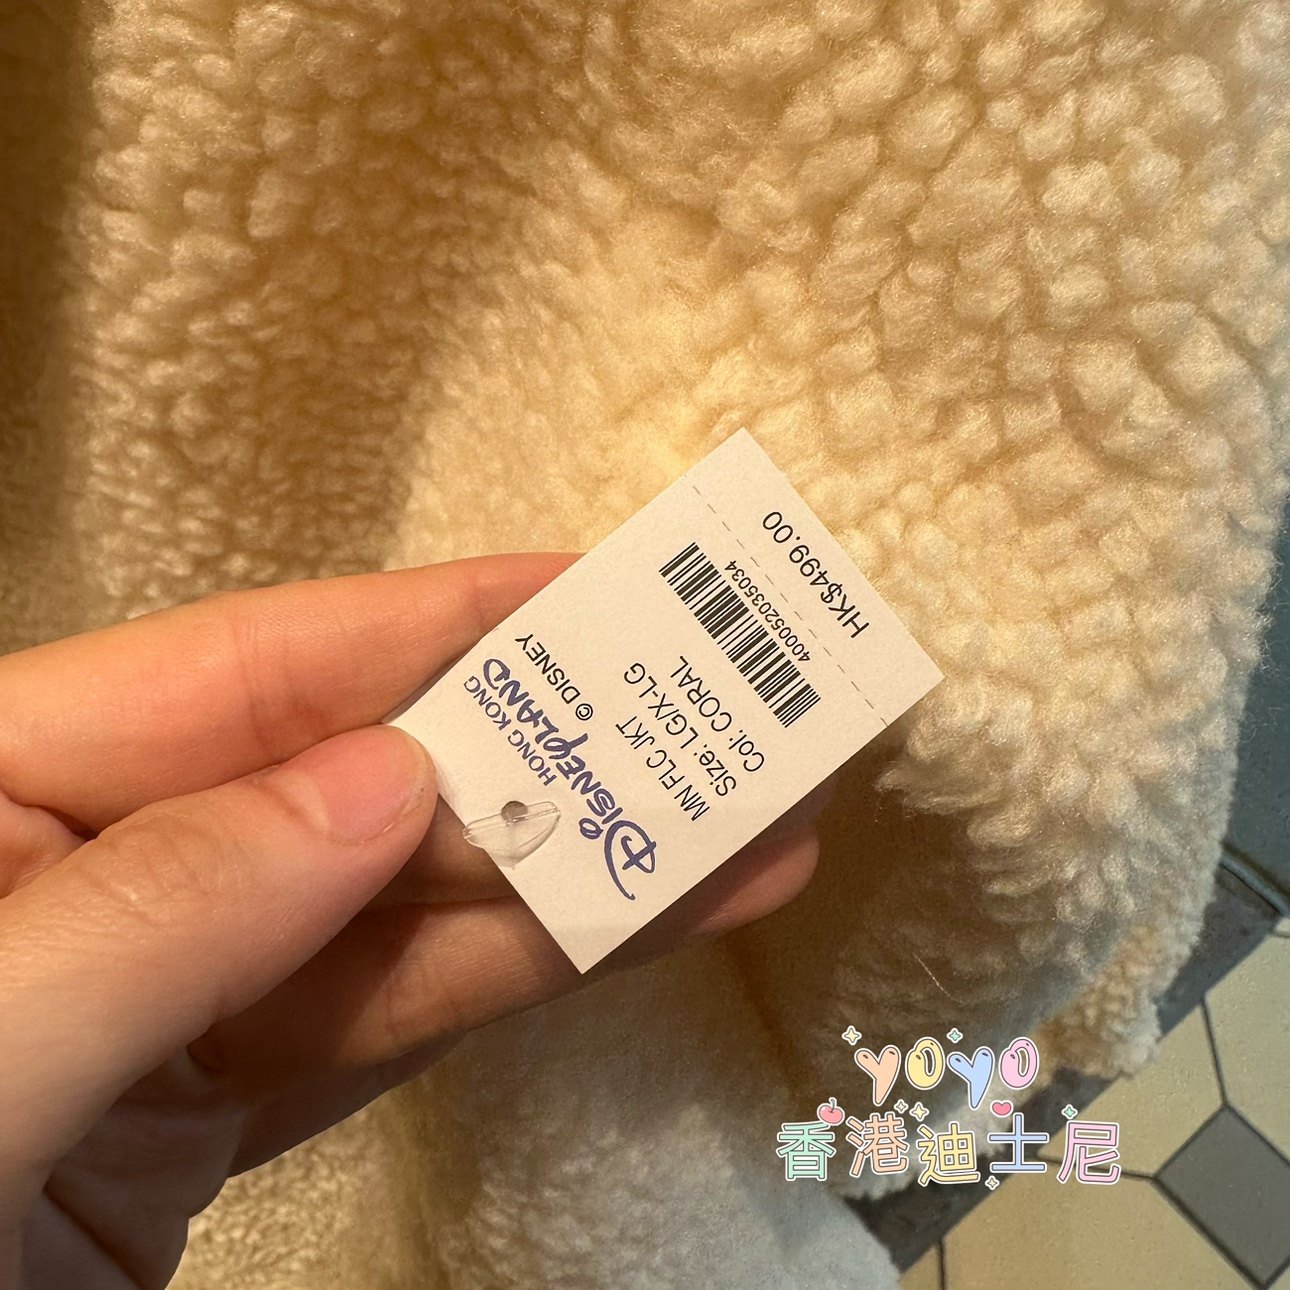 HONG KONG
DISNEYLAND
© DISNEY
MN FLC JKT
Size: LG/X-LG
Col: CORAL
400052035034
HK$499.00
YOYO
香港迪士尼